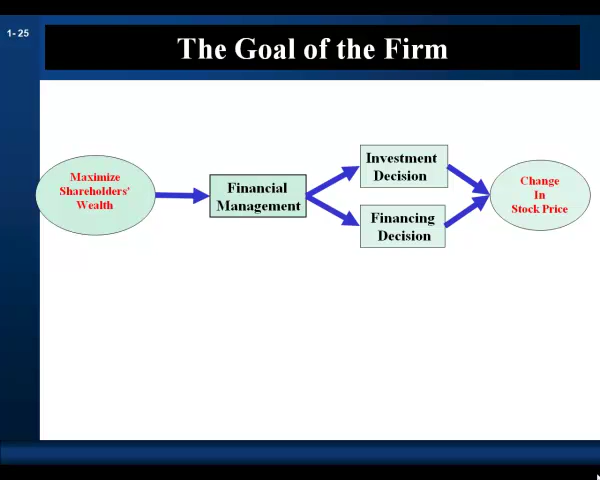 1- 25
The Goal of the Firm
Maximize
Shareholders'
Wealth
Financial
Management
Investment
Decision
Financing
Decision
Change
In
Stock Price